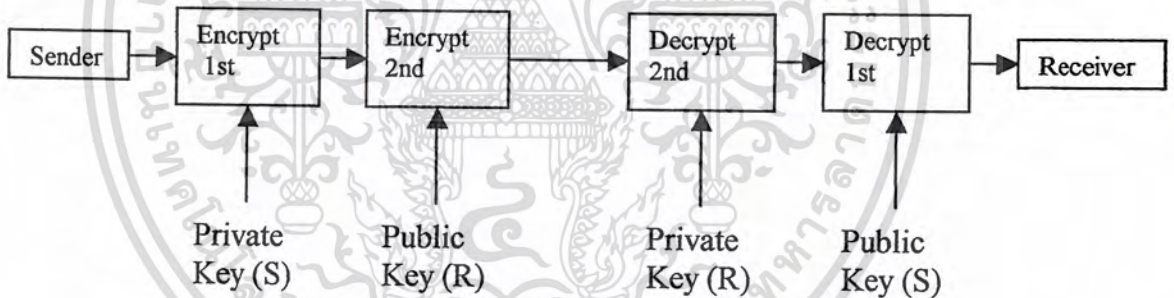 Sender
Encrypt
1st
Encrypt
2nd
Decrypt
2nd
Decrypt
1st
Receiver
Private
Key (S)
Public
Key (R)
Private
Key (R)
Public
Key (S)